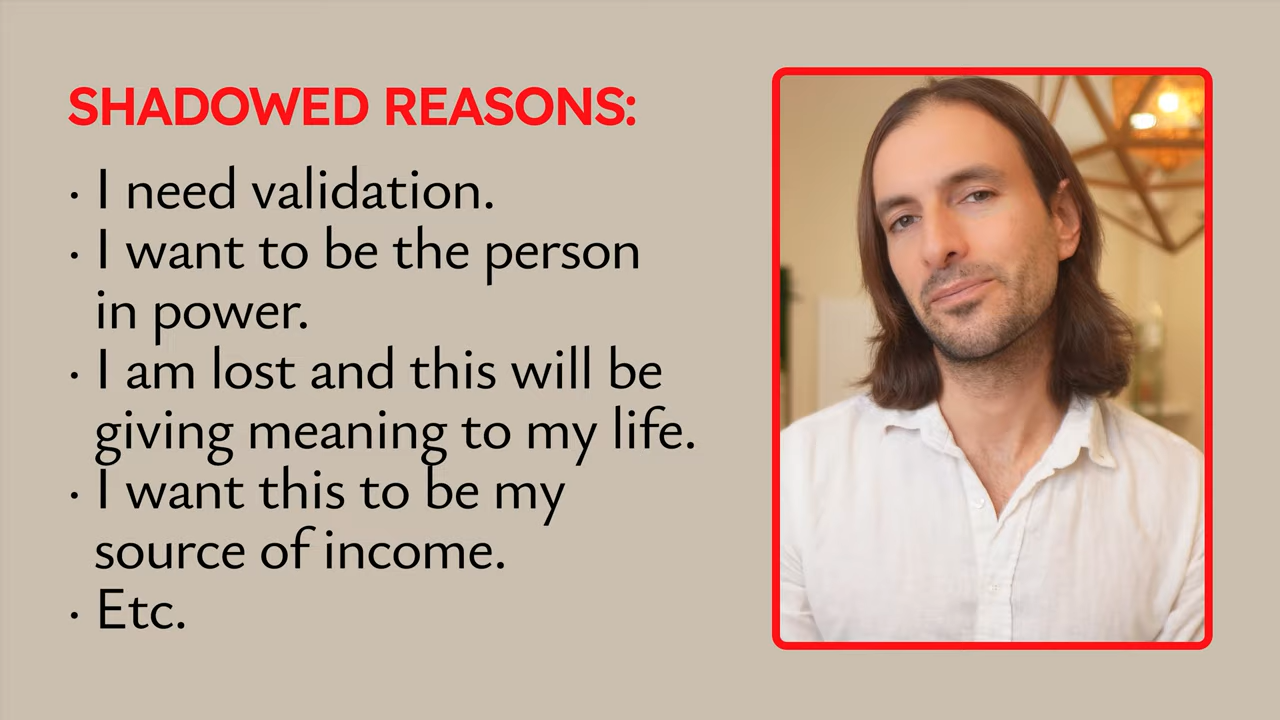 SHADOWED REASONS:
· I need validation.
· I want to be the person
in power.
· I am lost and this will be
giving meaning to my life.
· I want this to be my
source of income.
· Etc.